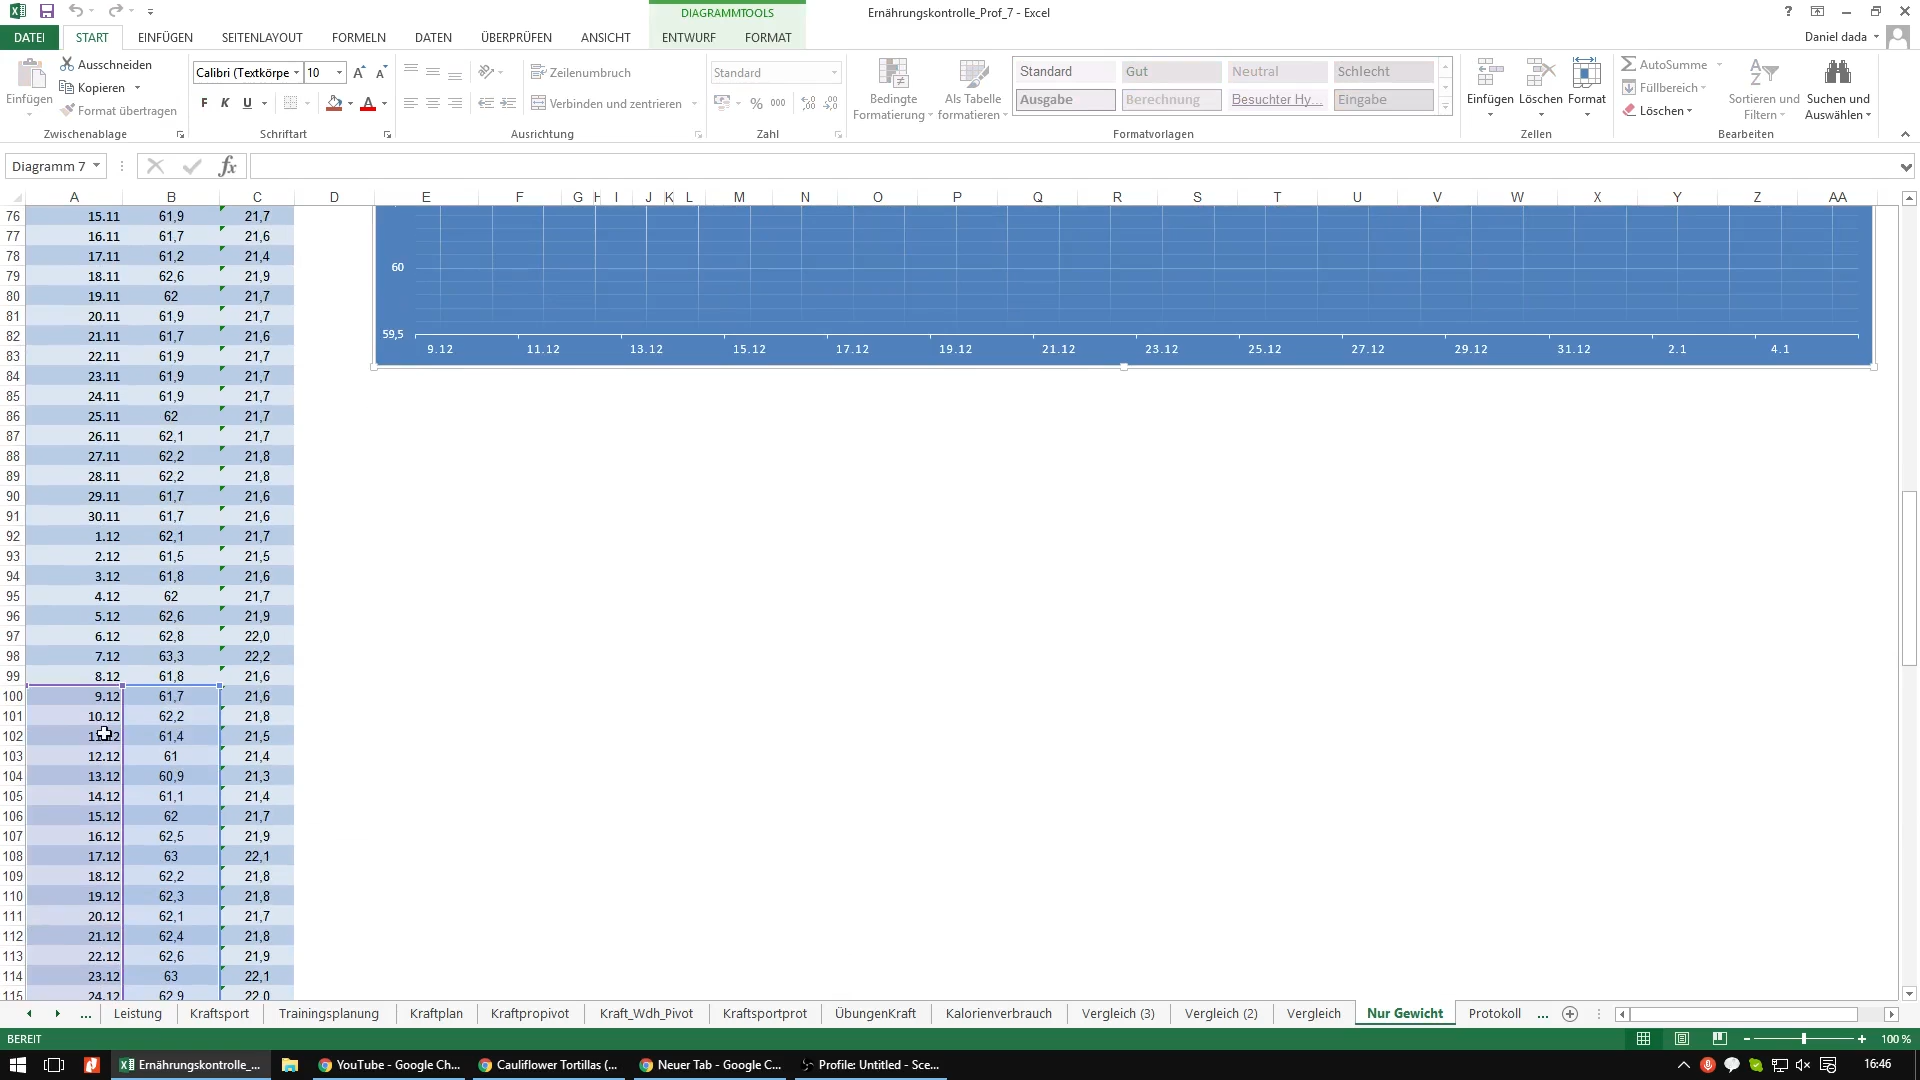 DIAGRAMMTOOLS
Ernährungskontrolle_Prof_7 - Excel
DATEI START EINFÜGEN SEITENLAYOUT FORMELN DATEN ÜBERPRÜFEN ANSICHT ENTWURF FORMAT Daniel dada
Ausschneiden
Kopieren
Format übertragen
Einfügen
Zwischenablage
Calibri (Textkörpe 10
F K U
Schriftart
Zeilenumbruch
Verbinden und zentrieren
Ausrichtung
Standard
% 000
Zahl
Bedingte
Formatierung
Als Tabelle
formatieren
Standard Gut Neutral Schlecht
Ausgabe Berechnung Besuchter Hy... Eingabe
Formatvorlagen
Einfügen Löschen Format
Zellen
AutoSumme
Füllbereich
Löschen
Sortieren und
Filtern
Suchen und
Auswählen
Bearbeiten
Diagramm 7 fx
A B C D E F G H I J K L M N O P Q R S T U V W X Y Z AA
76 15.11 61,9 21,7
77 16.11 61,7 21,6
78 17.11 61,2 21,4
79 18.11 62,6 21,9
80 19.11 62 21,7
81 20.11 61,9 21,7
82 21.11 61,7 21,6
83 22.11 61,9 21,7
84 23.11 61,9 21,7
85 24.11 61,9 21,7
86 25.11 62 21,7
87 26.11 62,1 21,7
88 27.11 62,2 21,8
89 28.11 62,2 21,8
90 29.11 61,7 21,6
91 30.11 61,7 21,6
92 1.12 62,1 21,7
93 2.12 61,5 21,5
94 3.12 61,8 21,6
95 4.12 62 21,7
96 5.12 62,6 21,9
97 6.12 62,8 22,0
98 7.12 63,3 22,2
99 8.12 61,8 21,6
100 9.12 61,7 21,6
101 10.12 62,2 21,8
102 61,4 21,5
103 12.12 61 21,4
104 13.12 60,9 21,3
105 14.12 61,1 21,4
106 15.12 62 21,7
107 16.12 62,5 21,9
108 17.12 63 22,1
109 18.12 62,2 21,8
110 19.12 62,3 21,8
111 20.12 62,1 21,7
112 21.12 62,4 21,8
113 22.12 62,6 21,9
114 23.12 63 22,1
115 24.12 62,9 22,0
60
59,5
9.12 11.12 13.12 15.12 17.12 19.12 21.12 23.12 25.12 27.12 29.12 31.12 2.1 4.1
... Leistung Kraftsport Trainingsplanung Kraftplan Kraftpropivot Kraft_Wdh_Pivot Kraftsportprot ÜbungenKraft Kalorienverbrauch Vergleich (3) Vergleich (2) Vergleich Nur Gewicht Protokoll ...
BEREIT 100 %
Ernährungskontrolle_... YouTube - Google Ch... Cauliflower Tortillas (... Neuer Tab - Google C... Profile: Untitled - Sce... 16:46